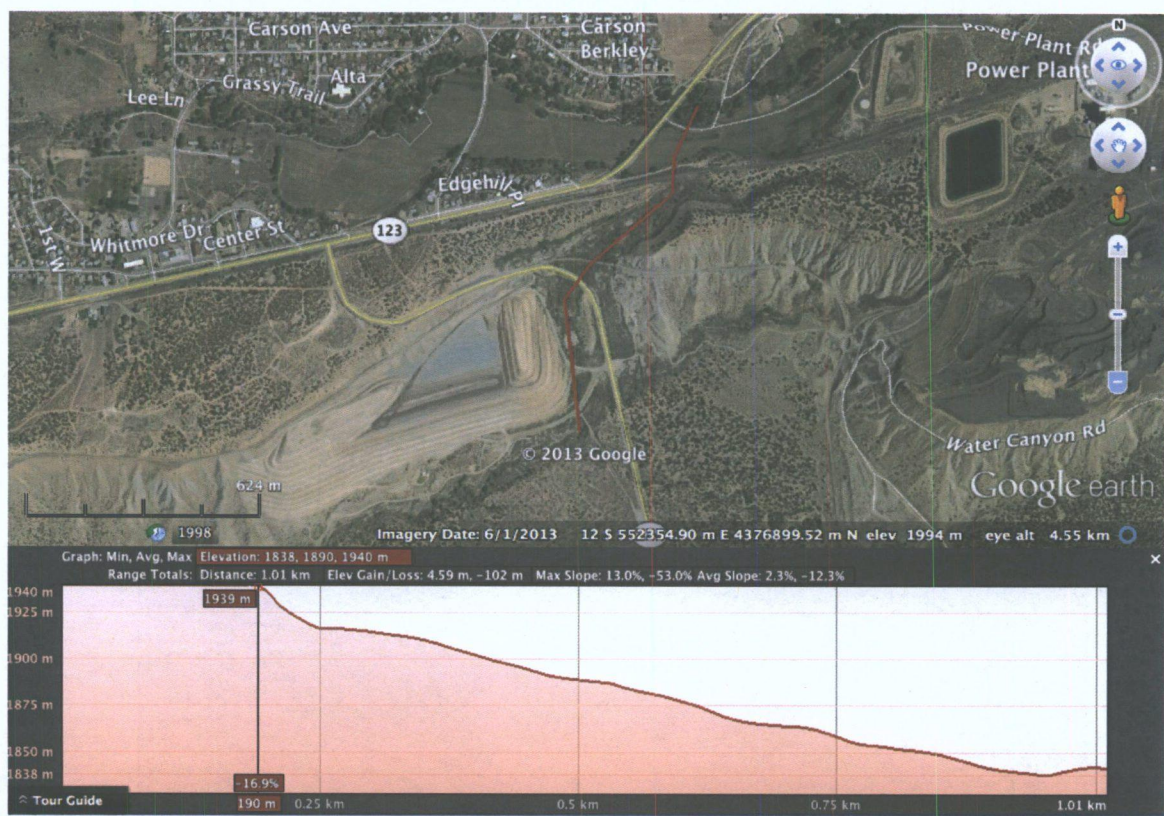 Carson Ave
Carson
Berkley
Power Plant Rd
Power Plant
N
Alta
Grassy Trail
Lee Ln
Edgehill Pl
123
Whitmore Dr
Center St
1st W
Water Canyon Rd
© 2013 Google
Google earth
624 m
1998
Imagery Date: 6/1/2013 12 S 552354.90 m E 4376899.52 m N elev 1994 m eye alt 4.55 km
Graph: Min, Avg, Max Elevation: 1838, 1890, 1940 m
Range Totals: Distance: 1.01 km Elev Gain/Loss: 4.59 m, -102 m Max Slope: 13.0%, -53.0% Avg Slope: 2.3%, -12.3%
1940 m
1939 m
1925 m
1900 m
1875 m
1850 m
1838 m
-16.9%
Tour Guide
190 m 0.25 km 0.5 km 0.75 km 1.01 km